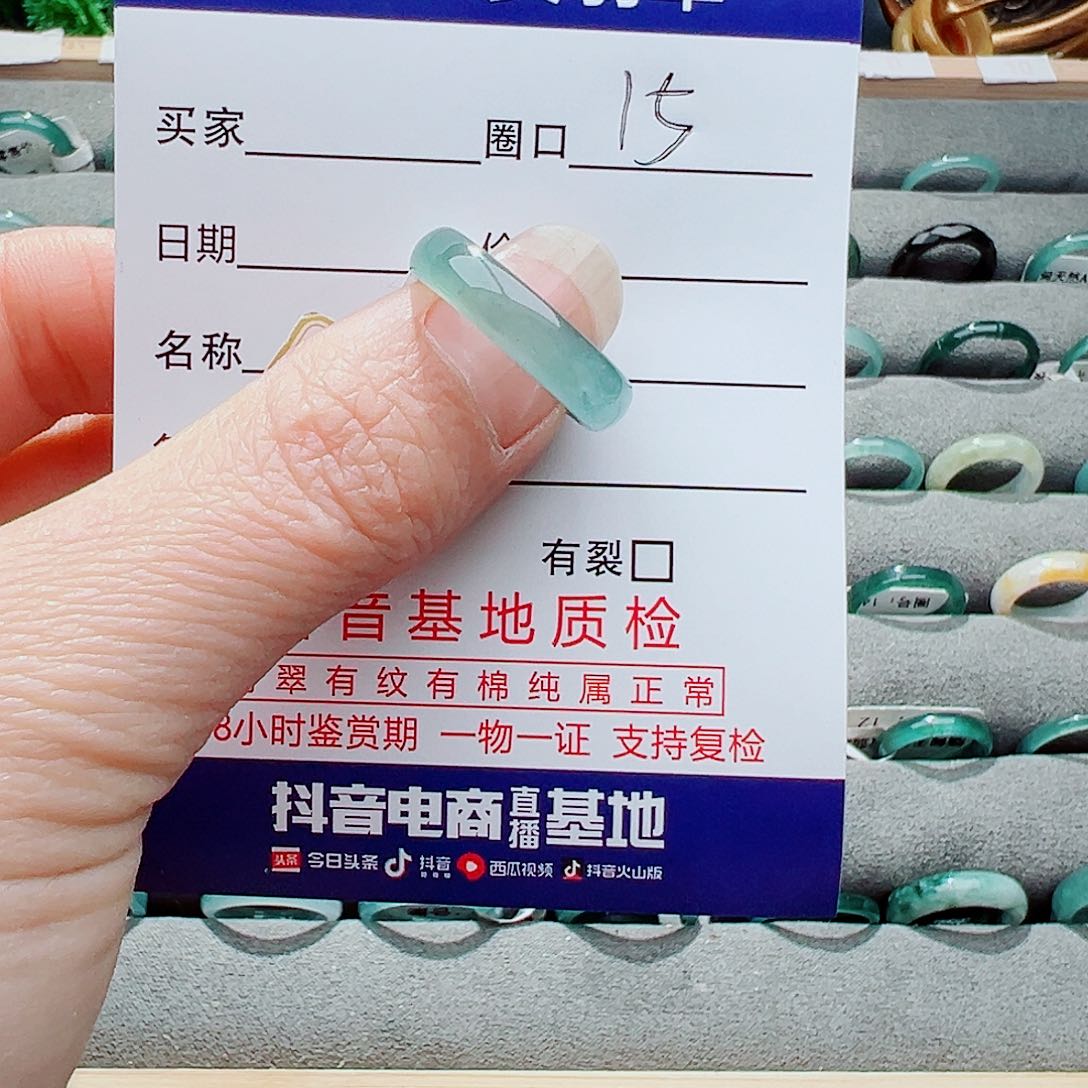 买家 圈口 15
日期
名称
有裂□
音基地质检
翠有纹有棉纯属正常
8小时鉴赏期 一物一证 支持复检
抖音电商直播基地
头条 今日头条 抖音 西瓜视频 抖音火山版